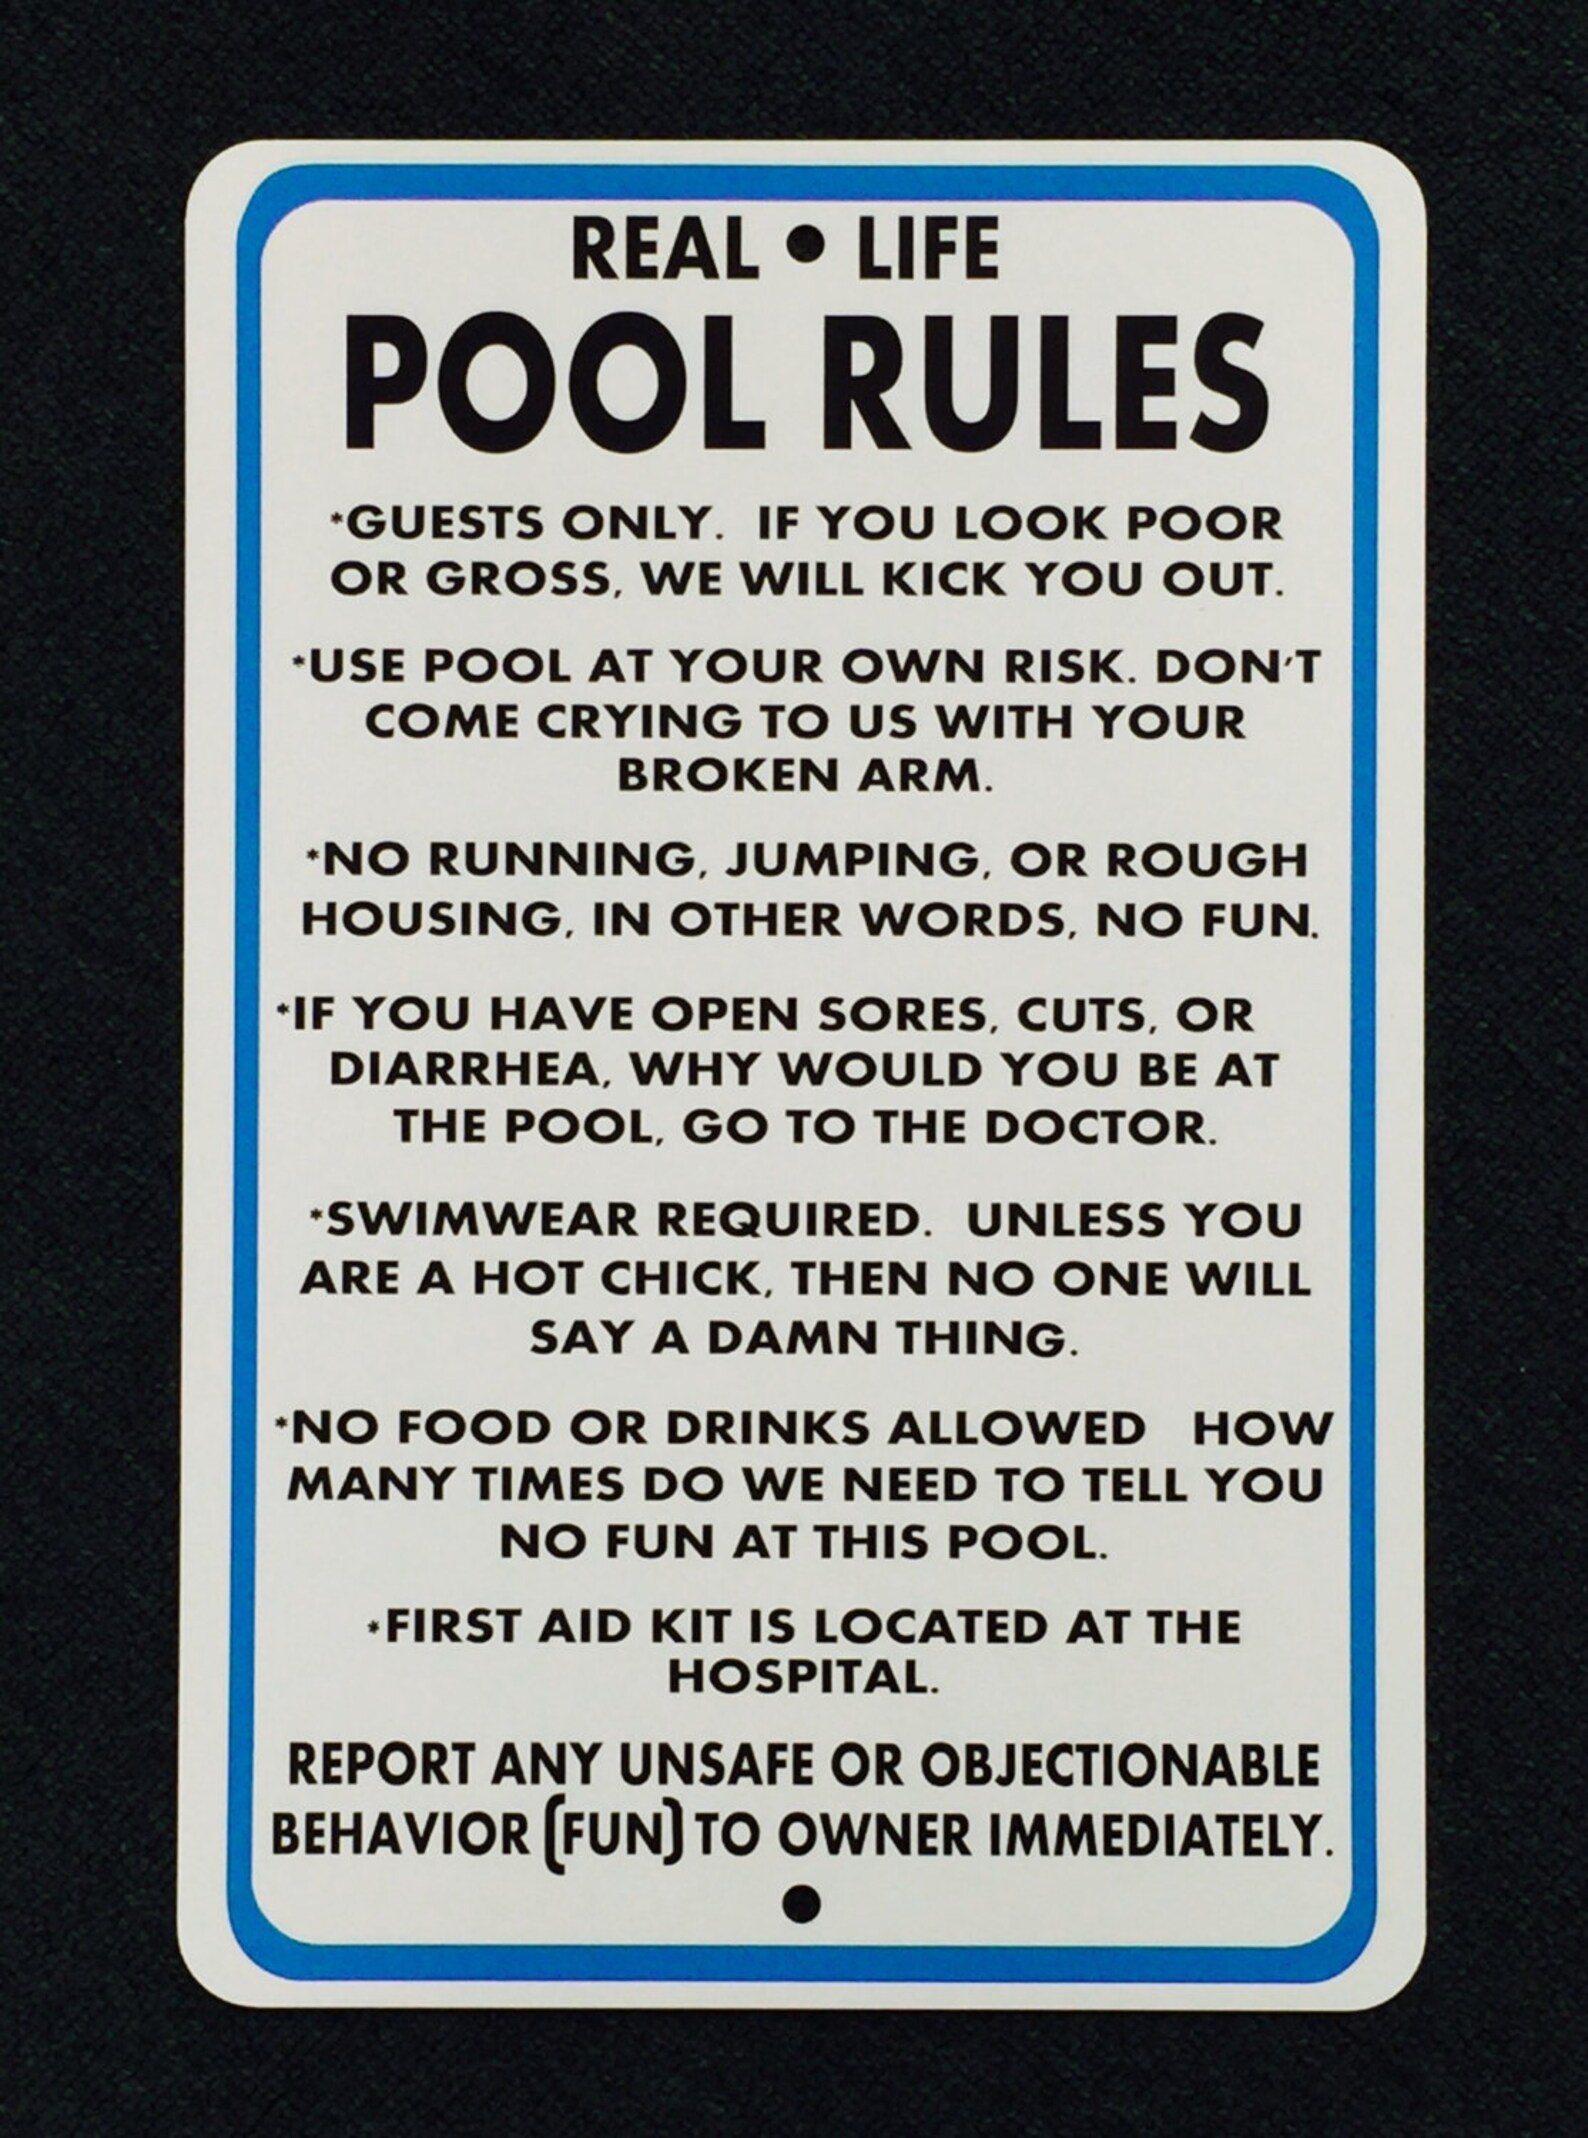 REAL • LIFE
POOL RULES
*GUESTS ONLY.  IF YOU LOOK POOR
OR GROSS, WE WILL KICK YOU OUT.
*USE POOL AT YOUR OWN RISK. DON'T
COME CRYING TO US WITH YOUR
BROKEN ARM.
*NO RUNNING, JUMPING, OR ROUGH
HOUSING, IN OTHER WORDS, NO FUN.
*IF YOU HAVE OPEN SORES, CUTS, OR
DIARRHEA, WHY WOULD YOU BE AT
THE POOL, GO TO THE DOCTOR.
*SWIMWEAR REQUIRED.  UNLESS YOU
ARE A HOT CHICK, THEN NO ONE WILL
SAY A DAMN THING.
*NO FOOD OR DRINKS ALLOWED   HOW
MANY TIMES DO WE NEED TO TELL YOU
NO FUN AT THIS POOL.
*FIRST AID KIT IS LOCATED AT THE
HOSPITAL.
REPORT ANY UNSAFE OR OBJECTIONABLE
BEHAVIOR (FUN) TO OWNER IMMEDIATELY.